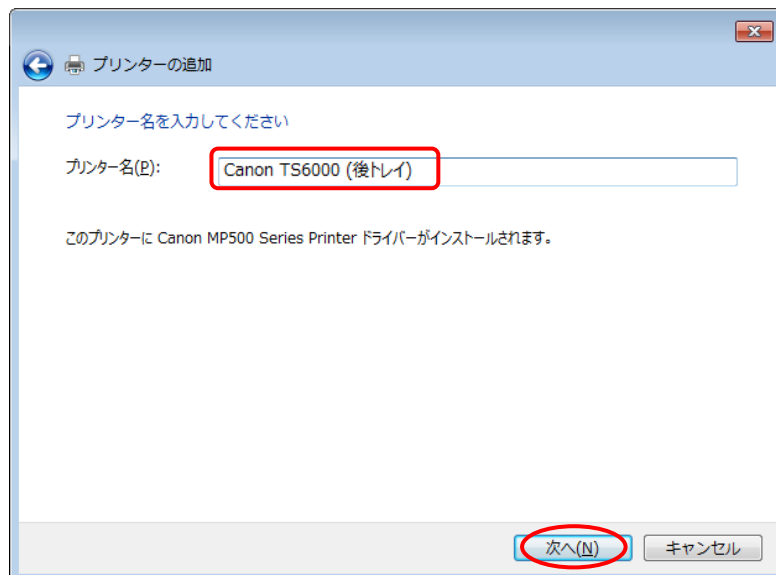 プリンターの追加
プリンター名を入力してください
プリンター名(P): Canon TS6000 (後トレイ)
このプリンターに Canon MP500 Series Printer ドライバーがインストールされます。
次へ(N) キャンセル